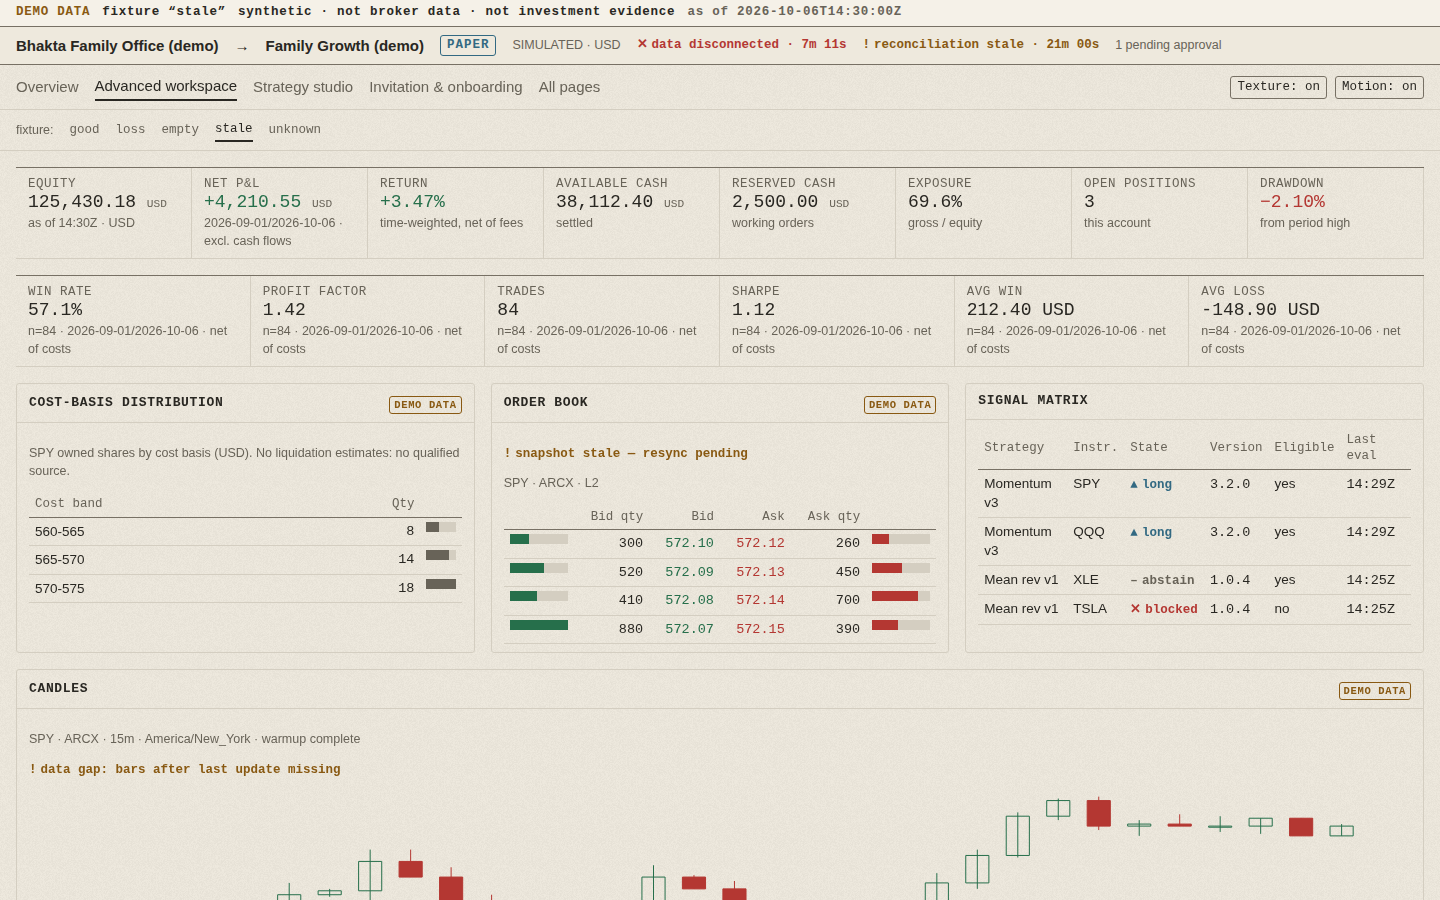 DEMO DATA fixture “stale” synthetic · not broker data · not investment evidence as of 2026-10-06T14:30:00Z
Bhakta Family Office (demo) → Family Growth (demo) PAPER SIMULATED · USD ✕ data disconnected · 7m 11s ! reconciliation stale · 21m 00s 1 pending approval
Overview Advanced workspace Strategy studio Invitation & onboarding All pages Texture: on Motion: on
fixture: good loss empty stale unknown
EQUITY NET P&L RETURN AVAILABLE CASH RESERVED CASH EXPOSURE OPEN POSITIONS DRAWDOWN
125,430.18 USD +4,210.55 USD +3.47% 38,112.40 USD 2,500.00 USD 69.6% 3 −2.10%
as of 14:30Z · USD 2026-09-01/2026-10-06 · time-weighted, net of fees settled working orders gross / equity this account from period high
excl. cash flows
WIN RATE PROFIT FACTOR TRADES SHARPE AVG WIN AVG LOSS
57.1% 1.42 84 1.12 212.40 USD -148.90 USD
n=84 · 2026-09-01/2026-10-06 · net n=84 · 2026-09-01/2026-10-06 · net n=84 · 2026-09-01/2026-10-06 · net n=84 · 2026-09-01/2026-10-06 · net n=84 · 2026-09-01/2026-10-06 · net n=84 · 2026-09-01/2026-10-06 · net
of costs of costs of costs of costs of costs of costs
COST-BASIS DISTRIBUTION DEMO DATA
SPY owned shares by cost basis (USD). No liquidation estimates: no qualified
source.
Cost band Qty
560-565 8
565-570 14
570-575 18
ORDER BOOK DEMO DATA
! snapshot stale — resync pending
SPY · ARCX · L2
Bid qty Bid Ask Ask qty
300 572.10 572.12 260
520 572.09 572.13 450
410 572.08 572.14 700
880 572.07 572.15 390
SIGNAL MATRIX
Strategy Instr. State Version Eligible Last
eval
Momentum SPY ▲ long 3.2.0 yes 14:29Z
v3
Momentum QQQ ▲ long 3.2.0 yes 14:29Z
v3
Mean rev v1 XLE – abstain 1.0.4 yes 14:25Z
Mean rev v1 TSLA ✕ blocked 1.0.4 no 14:25Z
CANDLES DEMO DATA
SPY · ARCX · 15m · America/New_York · warmup complete
! data gap: bars after last update missing